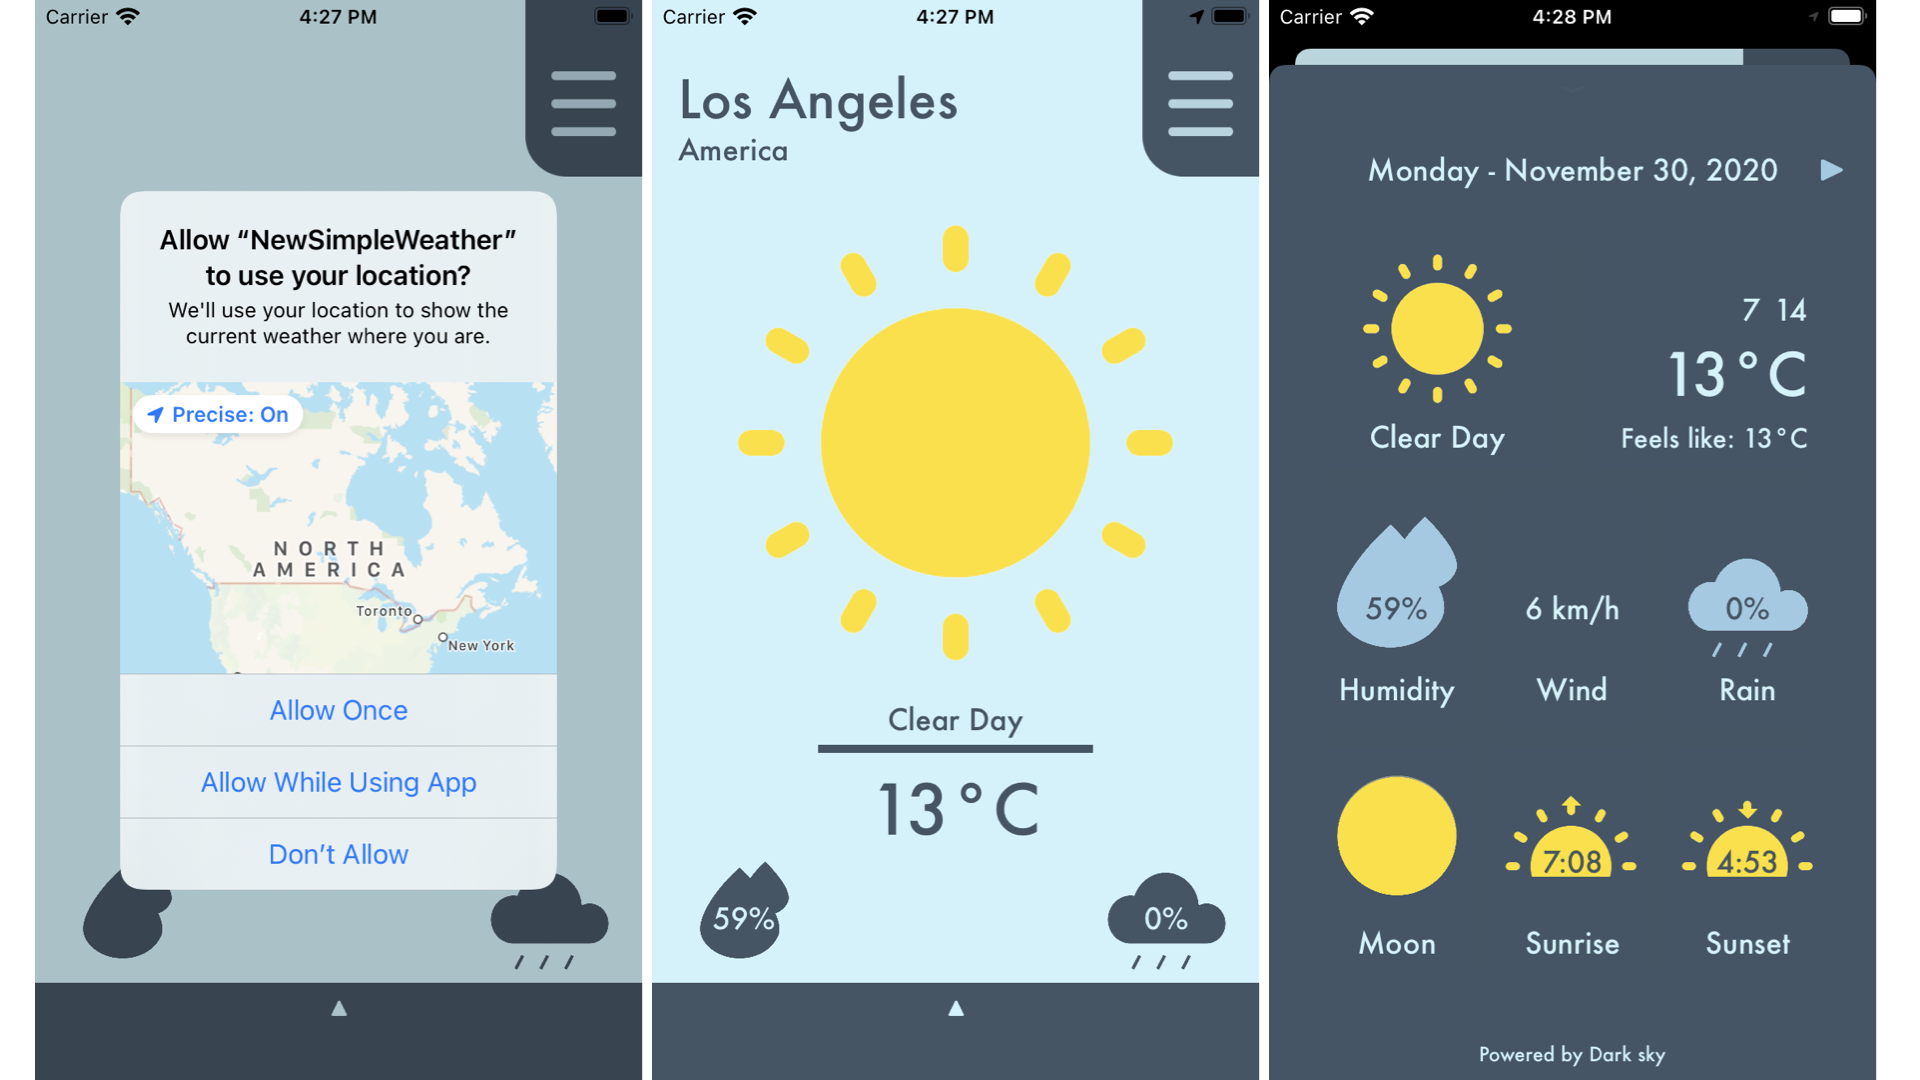 Carrier 4:27 PM
Allow “NewSimpleWeather”
to use your location?
We'll use your location to show the
current weather where you are.
Precise: On
NORTH
AMERICA
Toronto
New York
Allow Once
Allow While Using App
Don’t Allow
Carrier 4:27 PM
Los Angeles
America
Clear Day
13°C
59% 0%
Carrier 4:28 PM
Monday - November 30, 2020
7 14
13°C
Clear Day Feels like: 13°C
59% 6 km/h 0%
Humidity Wind Rain
7:08 4:53
Moon Sunrise Sunset
Powered by Dark sky